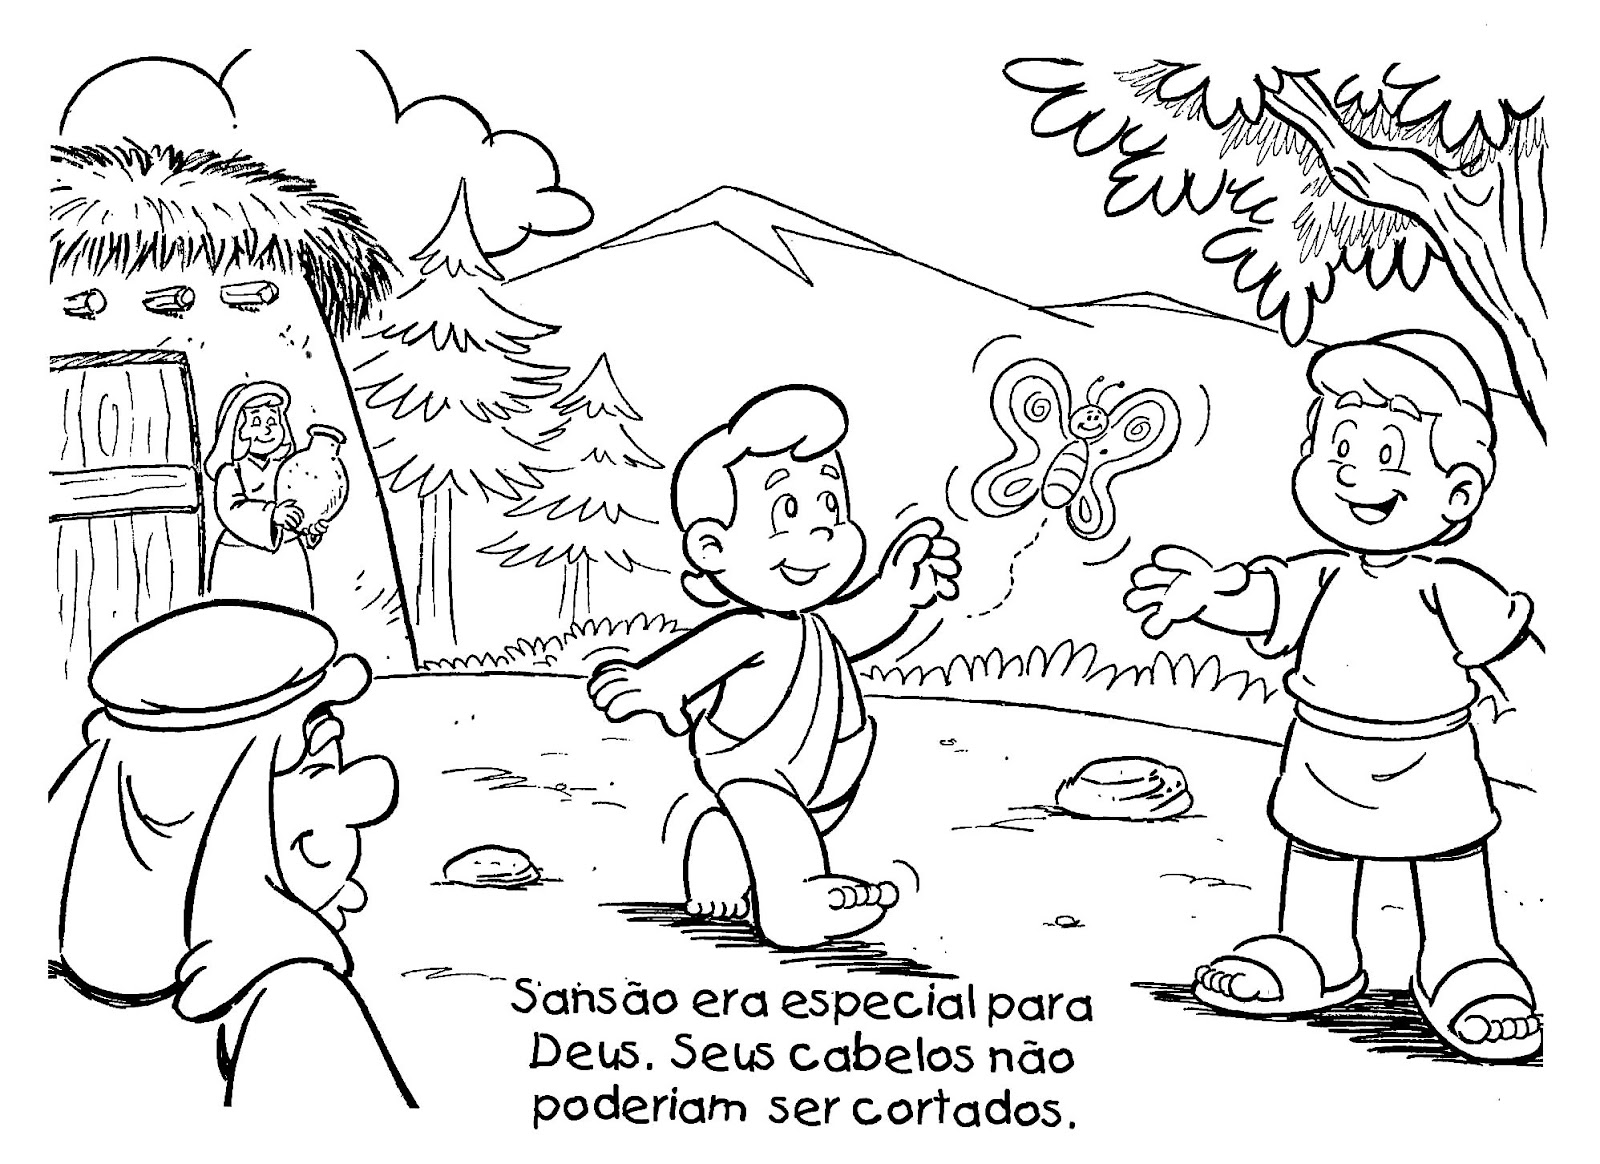 Sansão era especial para
Deus. Seus cabelos não
poderiam ser cortados.